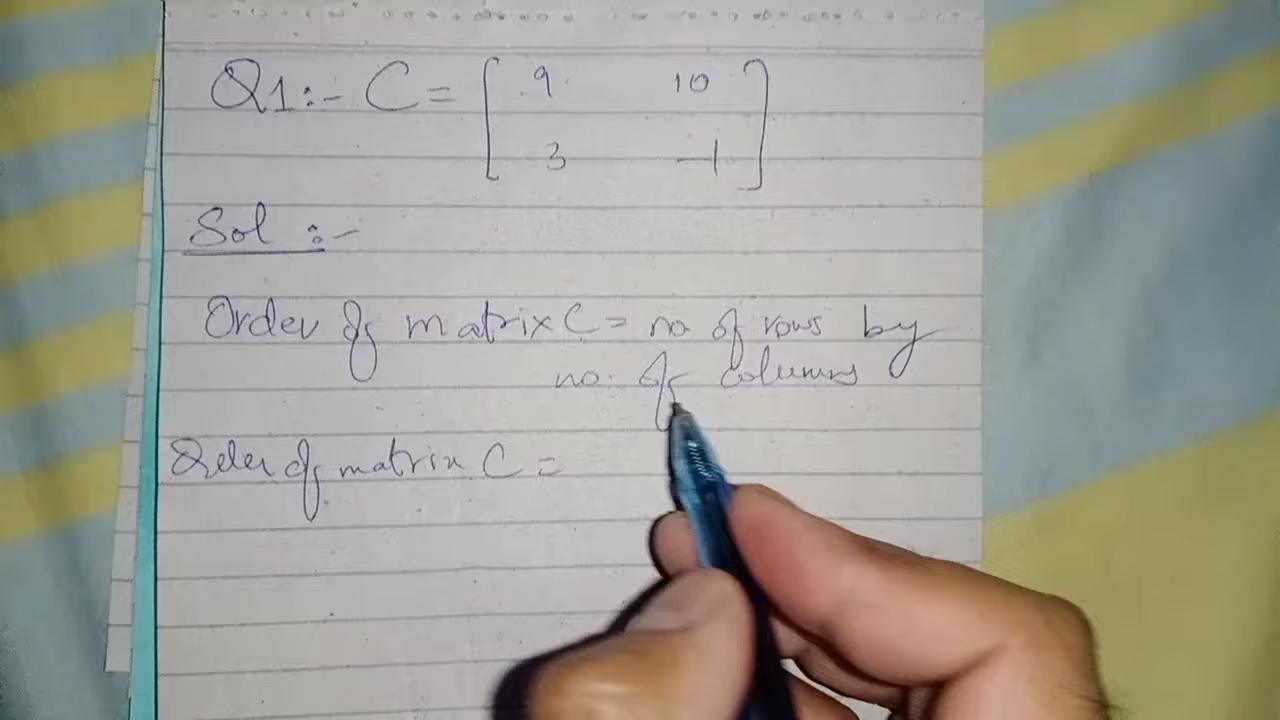 Q1:- C = [ 9 10
3 -1 ]
Sol :-
Order of matrix C = no of rows by
no. of columns
Order of matrix C =